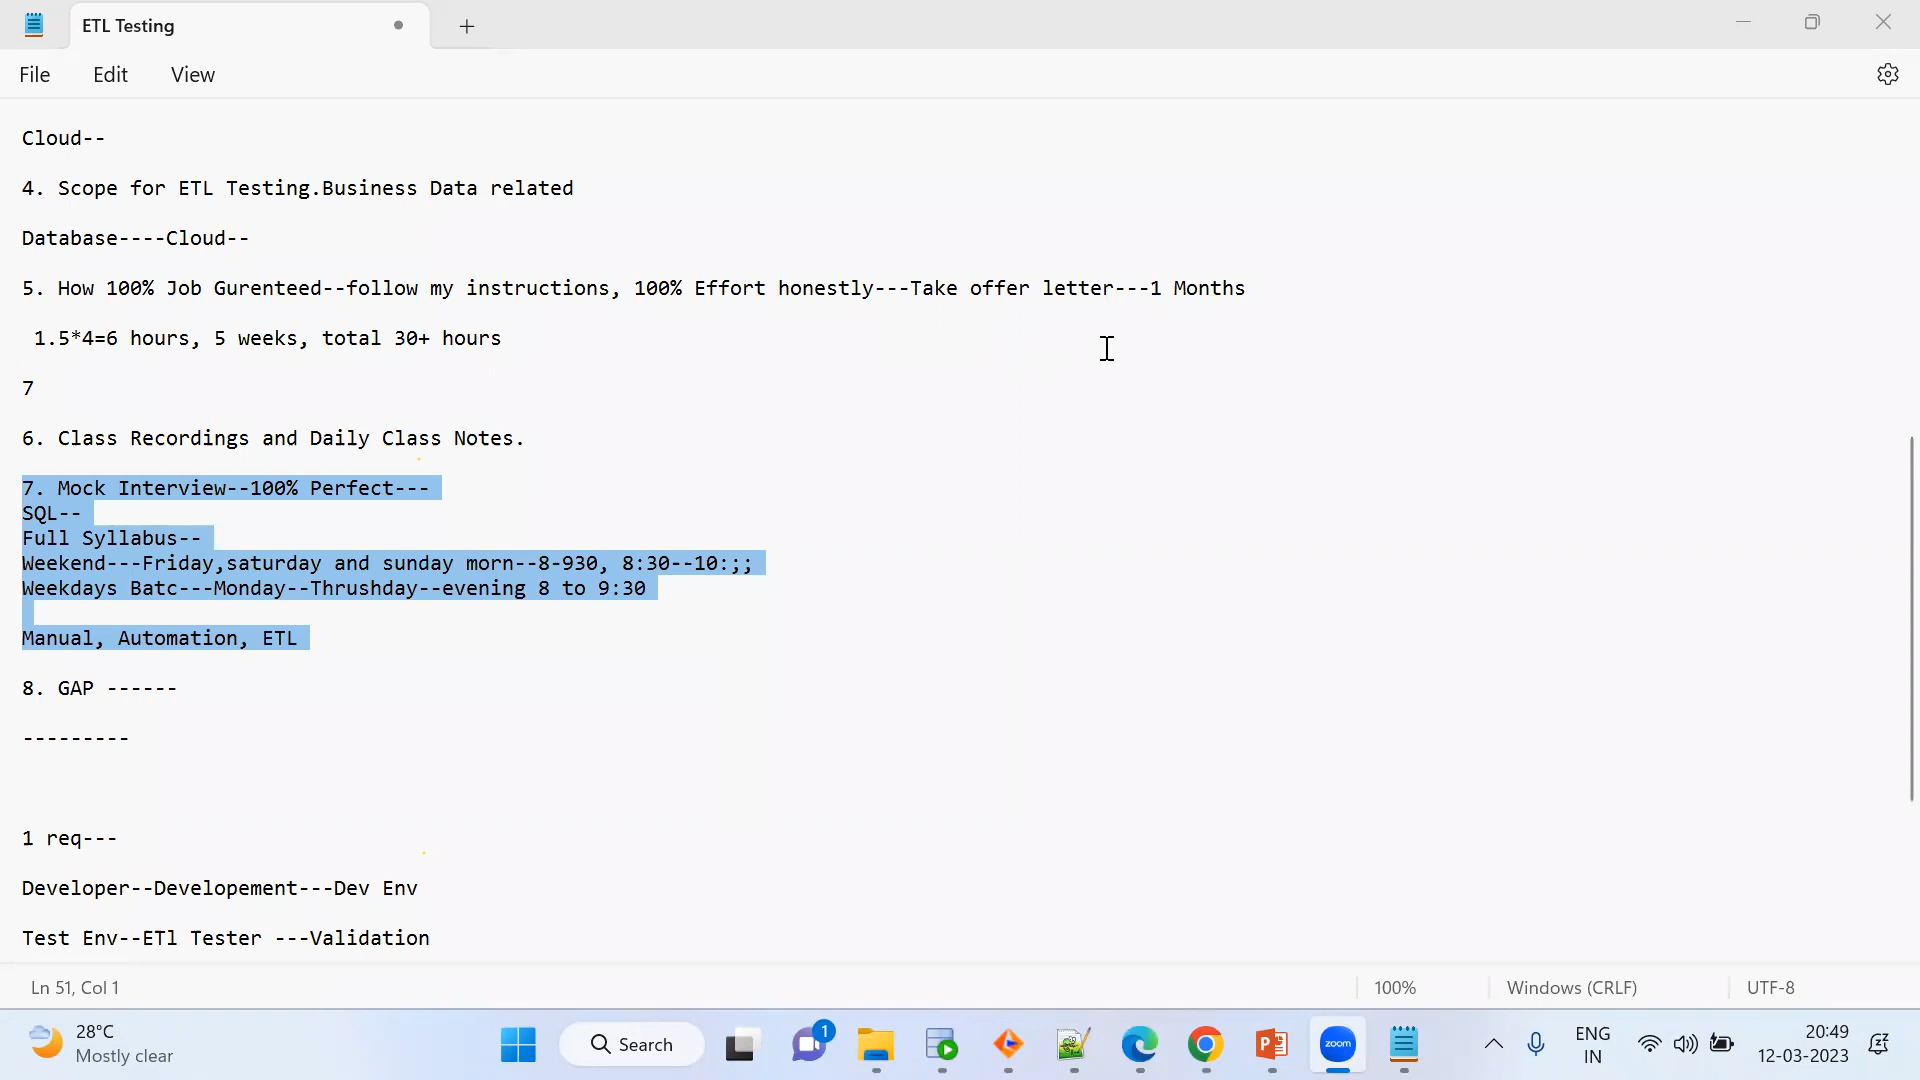 ETL Testing
File Edit View
Cloud--
4. Scope for ETL Testing.Business Data related
Database----Cloud--
5. How 100% Job Gurenteed--follow my instructions, 100% Effort honestly---Take offer letter---1 Months
1.5*4=6 hours, 5 weeks, total 30+ hours
7
6. Class Recordings and Daily Class Notes.
7. Mock Interview--100% Perfect---
SQL--
Full Syllabus--
Weekend---Friday,saturday and sunday morn--8-930, 8:30--10:;;
Weekdays Batc---Monday--Thrushday--evening 8 to 9:30
Manual, Automation, ETL
8. GAP ------
---------
1 req---
Developer--Developement---Dev Env
Test Env--ETl Tester ---Validation
Ln 51, Col 1 100% Windows (CRLF) UTF-8
28°C
Mostly clear
Search
1
zoom
ENG
IN
20:49
12-03-2023